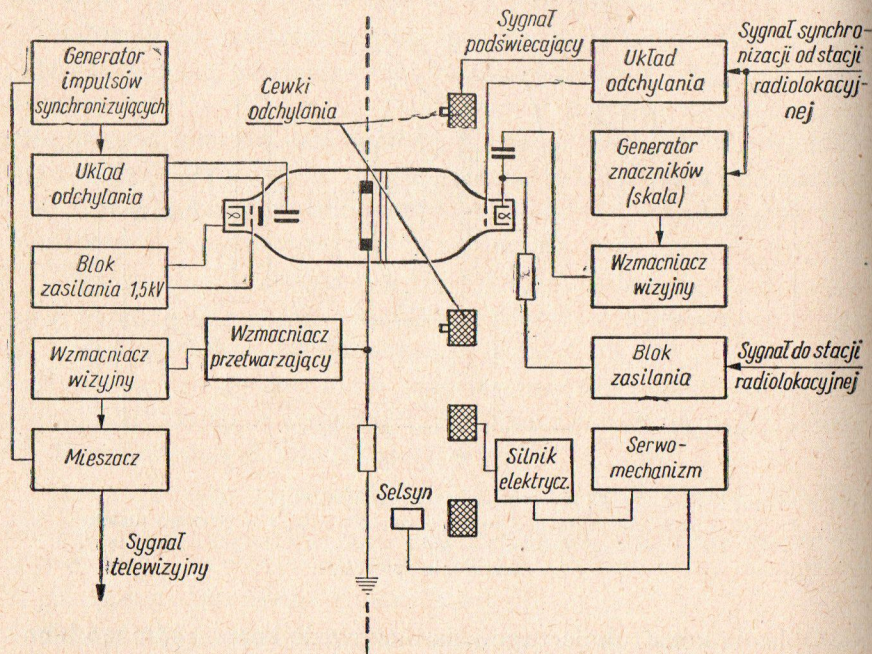 Generator
impulsów
synchronizujących
Układ
odchylania
Blok
zasilania 1,5kV
Wzmacniacz
wizyjny
Mieszacz
Sygnał
telewizyjny
Wzmacniacz
przetwarzający
Cewki
odchylania
Sygnał
podświecający
Układ
odchylania
Sygnał synchro-
nizacji od stacji
radiolokacyj-
nej
Generator
znaczników
(skala)
Wzmacniacz
wizyjny
Blok
zasilania
Sygnał do stacji
radiolokacyjnej
Serwo-
mechanizm
Silnik
elektrycz.
Selsyn